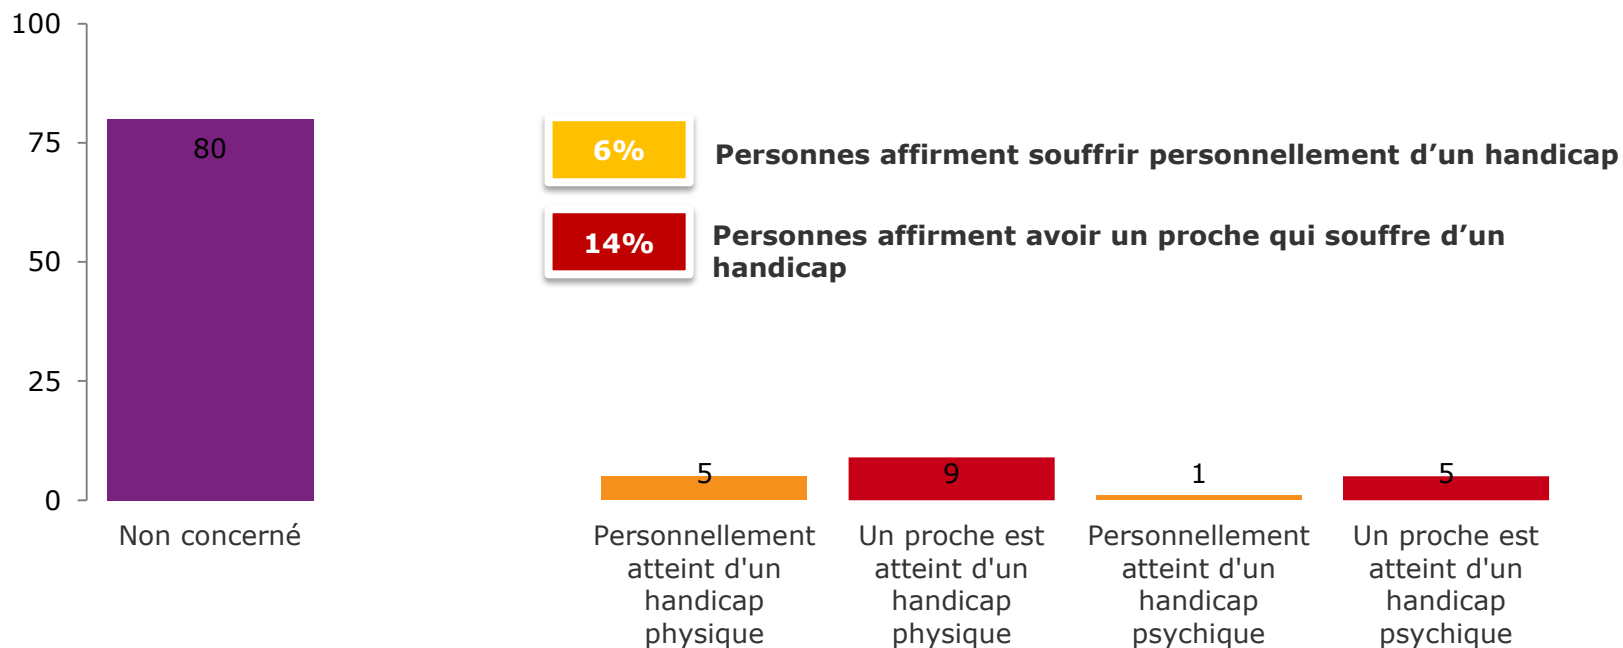 100
75
50
25
0
80
6%
Personnes affirment souffrir personnellement d’un handicap
14%
Personnes affirment avoir un proche qui souffre d’un
handicap
5
9
1
5
Non concerné
Personnellement
atteint d'un
handicap
physique
Un proche est
atteint d'un
handicap
physique
Personnellement
atteint d'un
handicap
psychique
Un proche est
atteint d'un
handicap
psychique